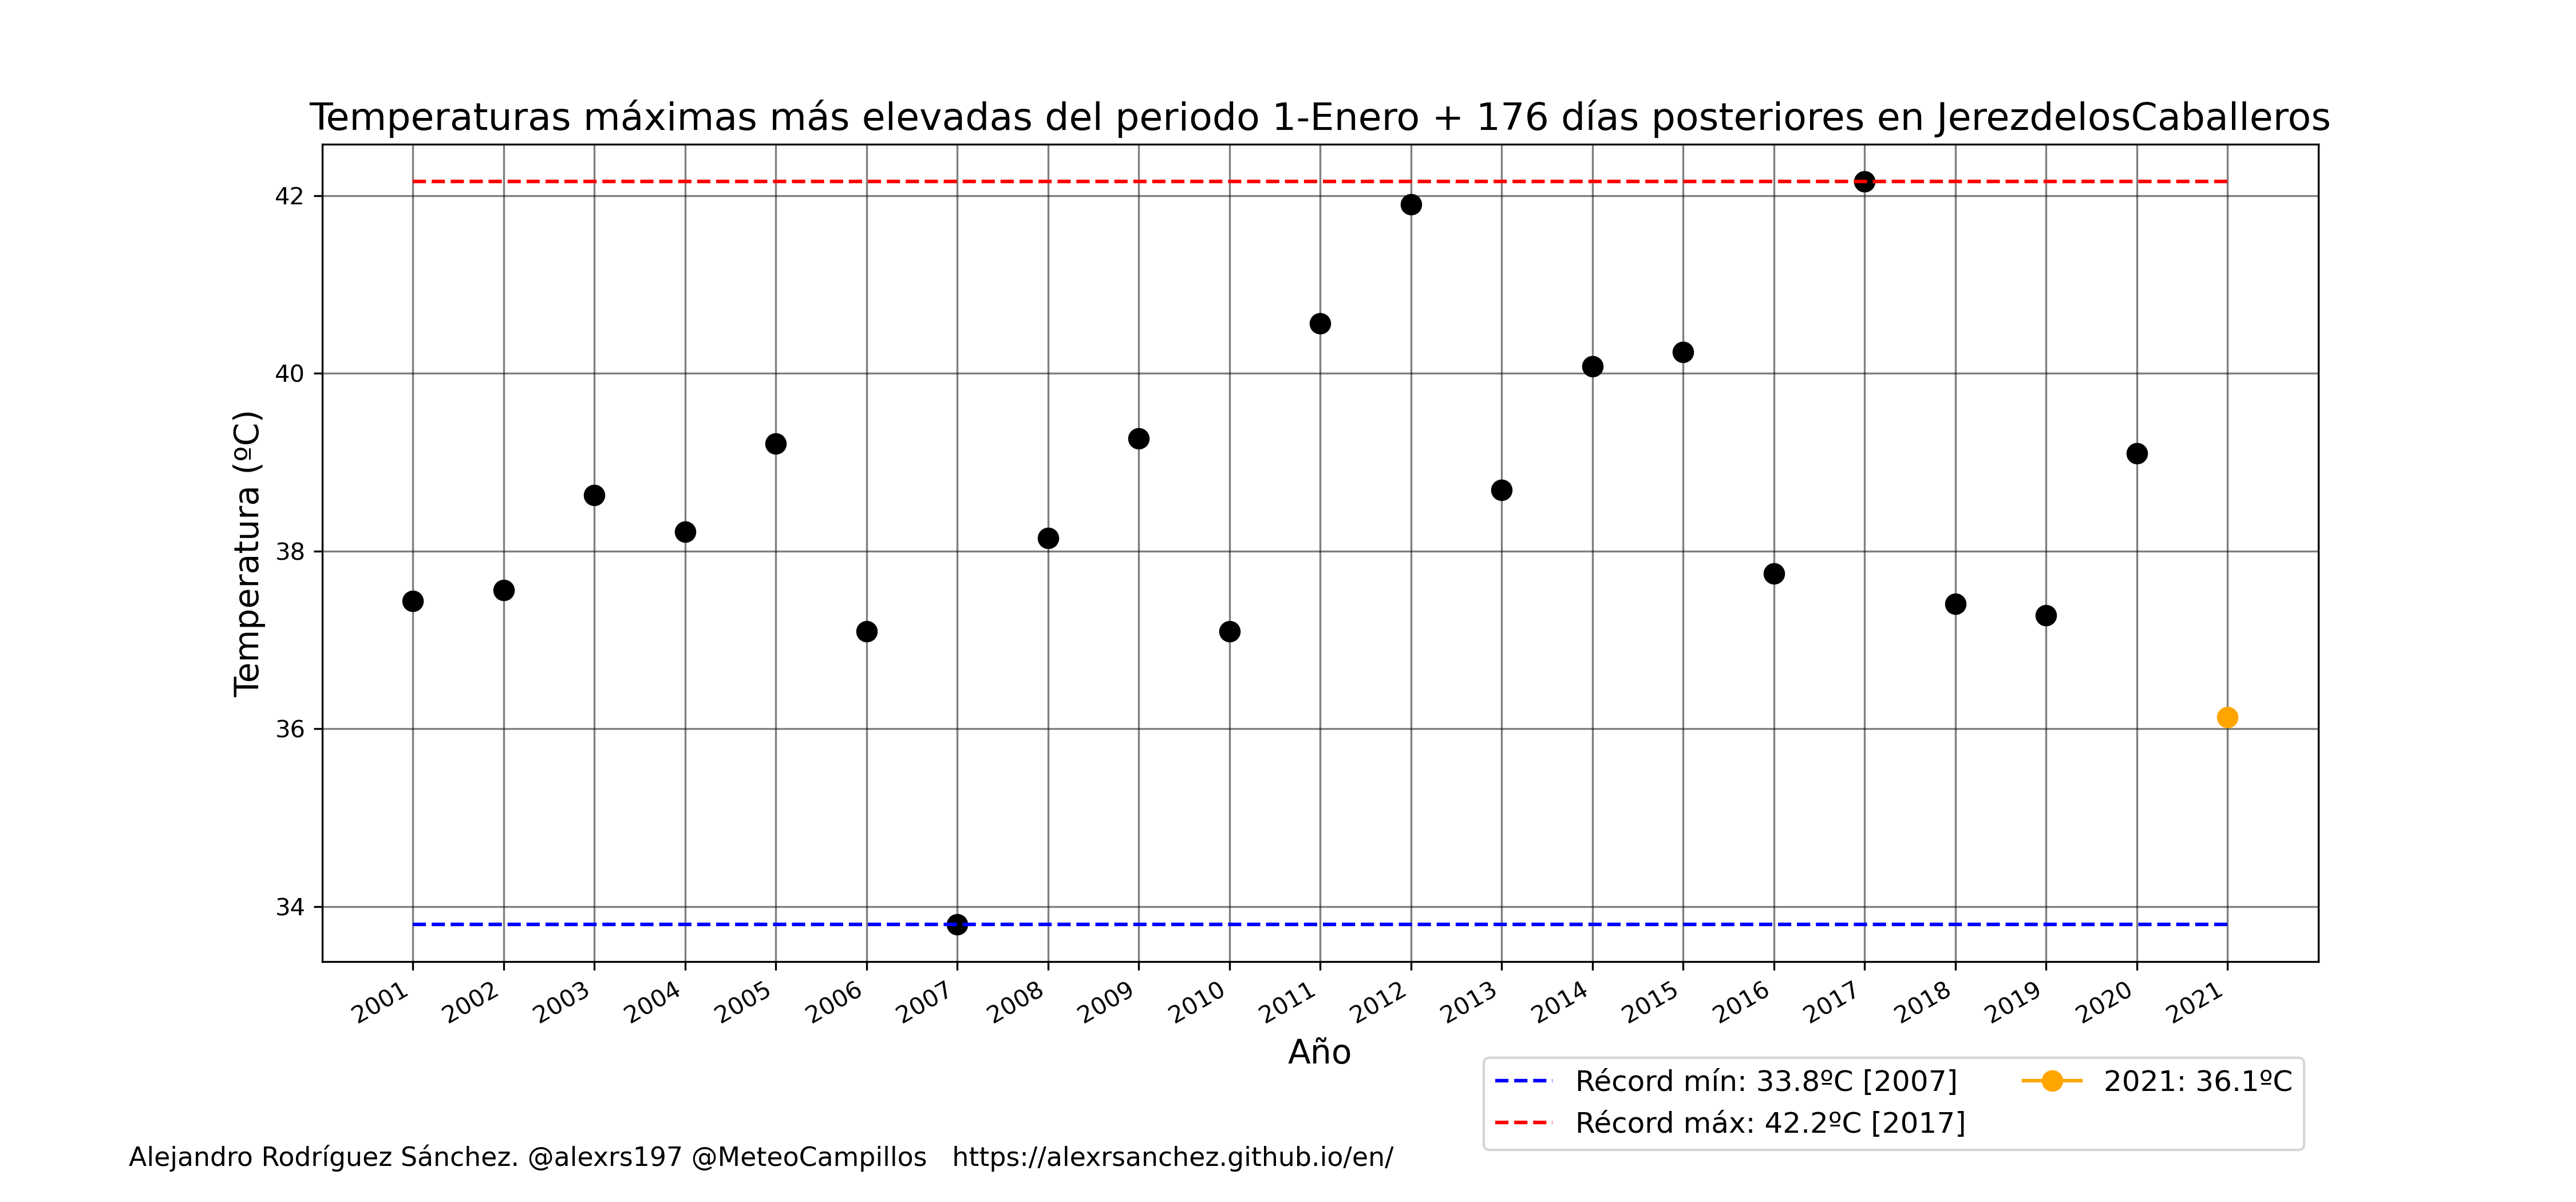 Temperaturas máximas más elevadas del periodo 1-Enero + 176 días posteriores en JerezdelosCaballeros
Temperatura (ºC)
42
40
38
36
34
2001 2002 2003 2004 2005 2006 2007 2008 2009 2010 2011 2012 2013 2014 2015 2016 2017 2018 2019 2020 2021
Año
Récord mín: 33.8ºC [2007]
Récord máx: 42.2ºC [2017]
2021: 36.1ºC
Alejandro Rodríguez Sánchez. @alexrs197 @MeteoCampillos https://alexrsanchez.github.io/en/